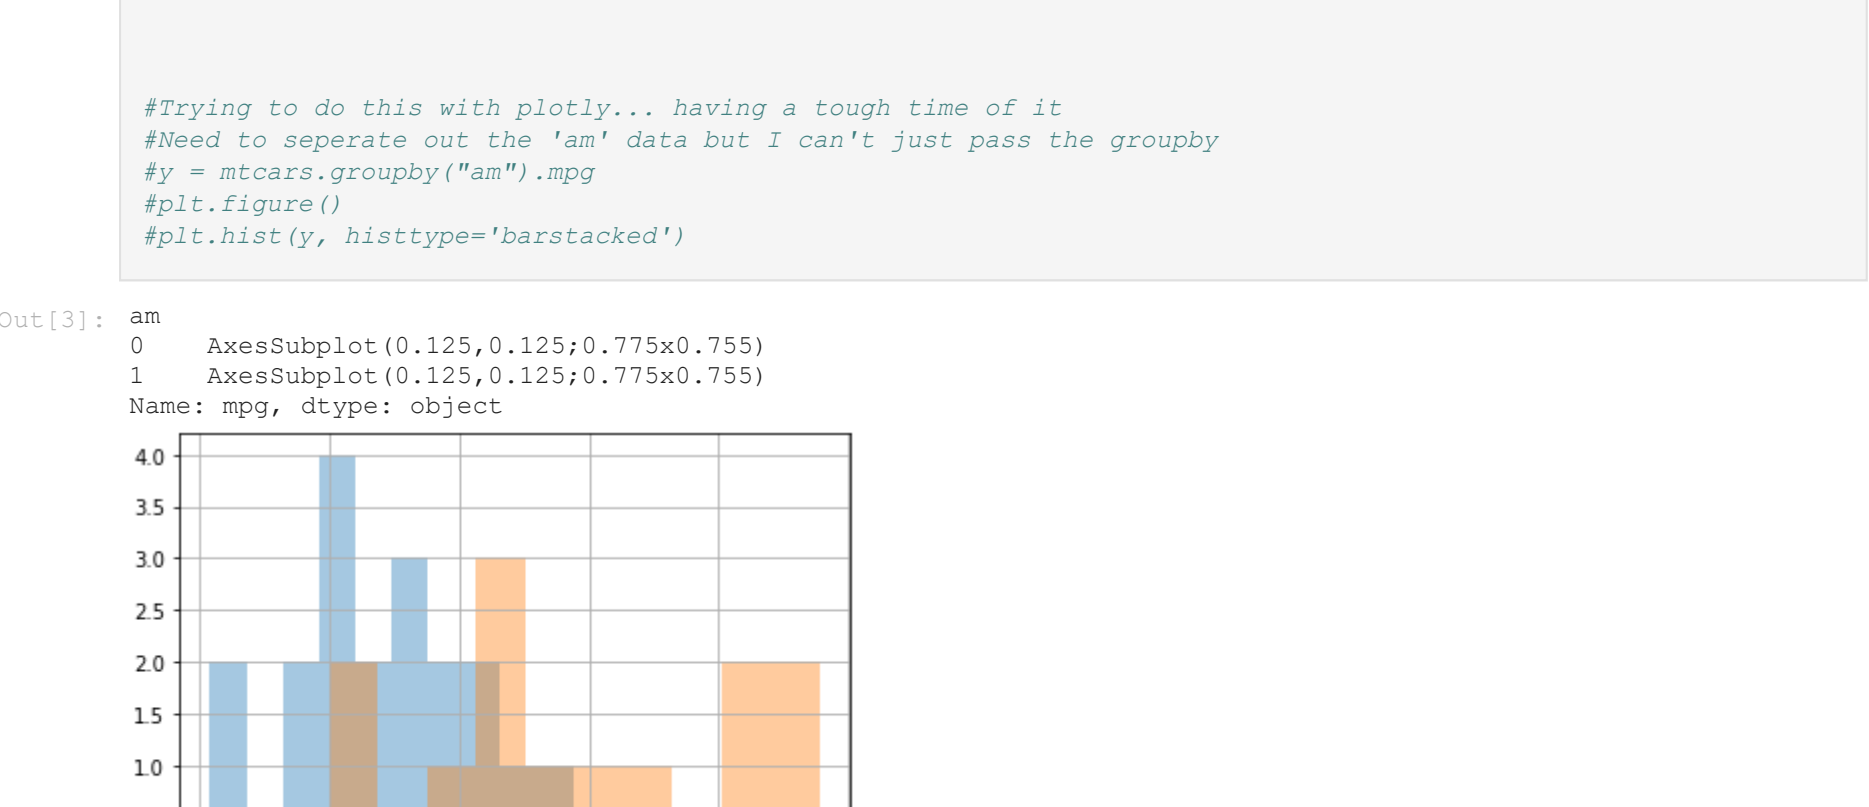 #Trying to do this with plotly... having a tough time of it
#Need to seperate out the 'am' data but I can't just pass the groupby
#y = mtcars.groupby("am").mpg
#plt.figure()
#plt.hist(y, histtype='barstacked')
Out[3]: am
0    AxesSubplot(0.125,0.125;0.775x0.755)
1    AxesSubplot(0.125,0.125;0.775x0.755)
Name: mpg, dtype: object
4.0
3.5
3.0
2.5
2.0
1.5
1.0